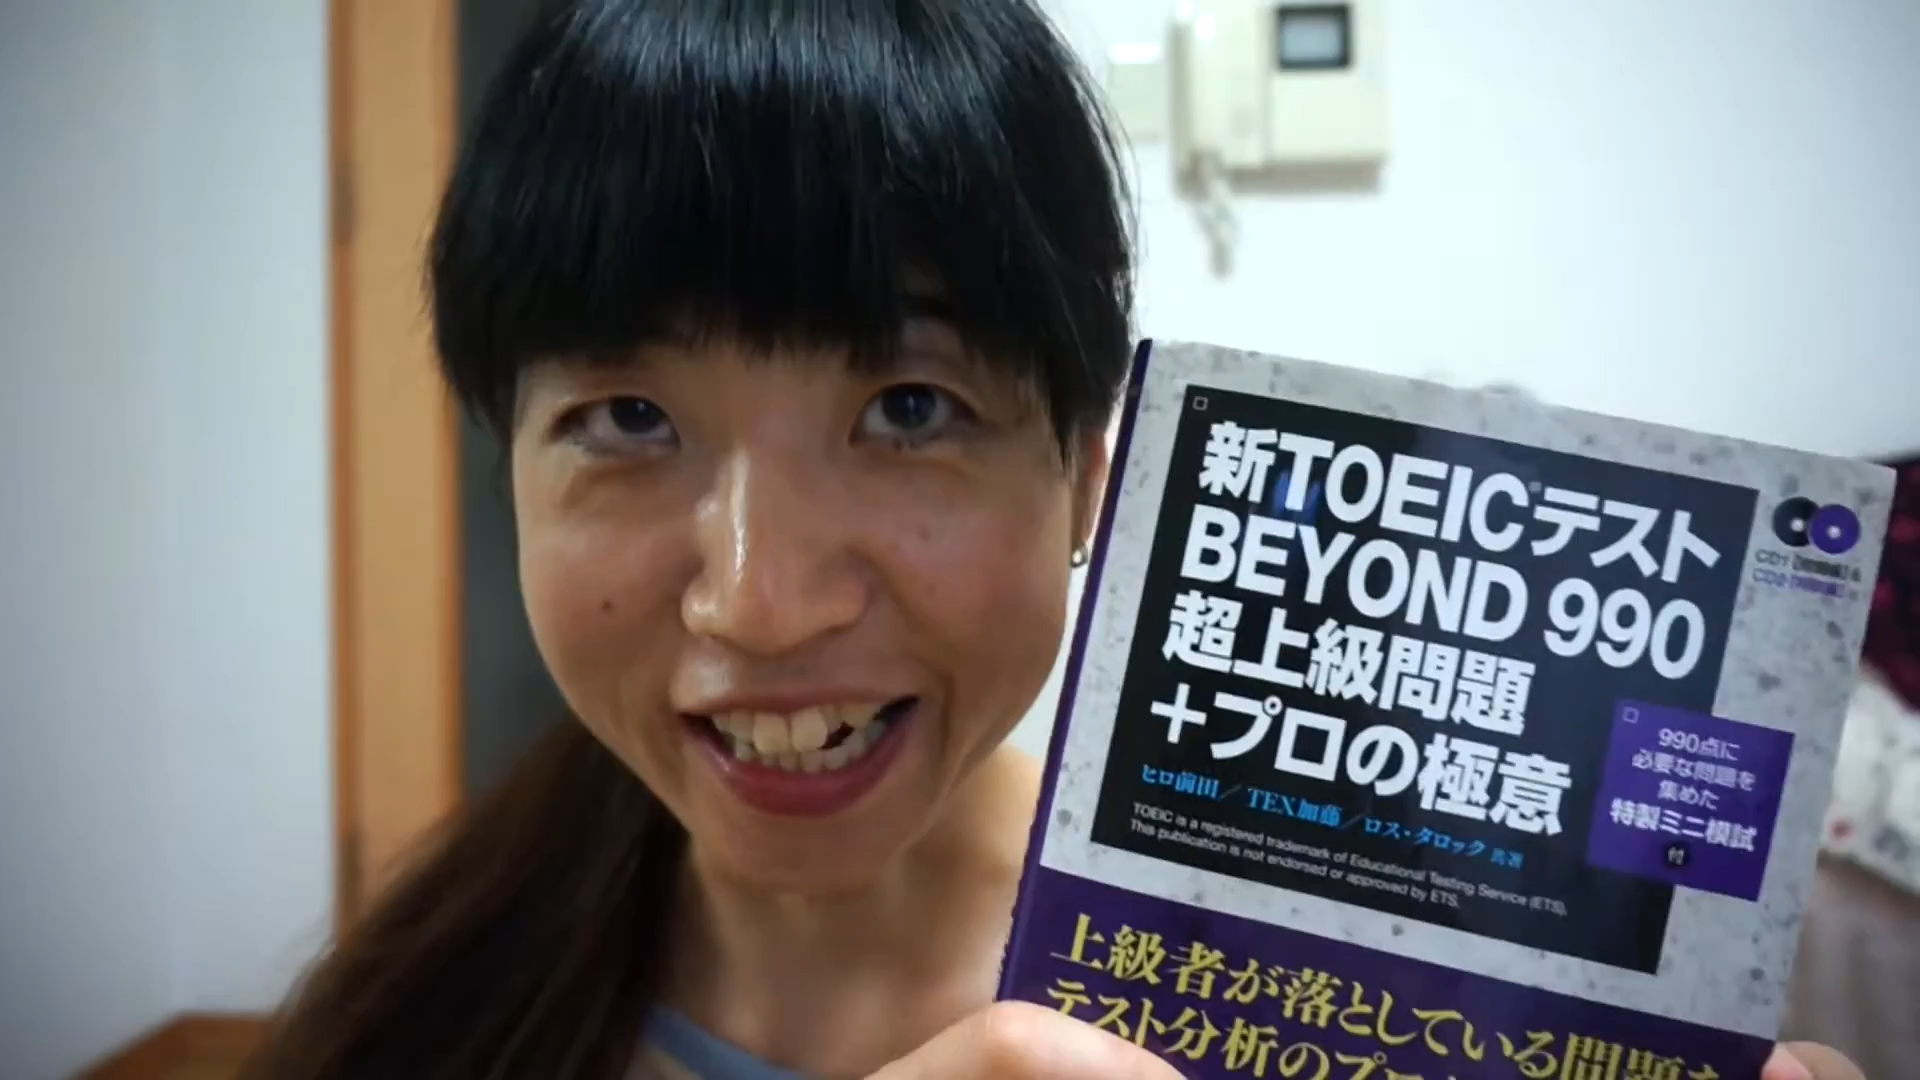 新TOEIC®テスト
BEYOND 990
超上級問題
+プロの極意
ヒロ前田／TEX加藤／ロス・タロック 共著
TOEIC is a registered trademark of Educational Testing Service (ETS).
This publication is not endorsed or approved by ETS.
990点に
必要な問題を
集めた
特製ミニ模試
付
上級者が落としている問題を
テスト分析のプロ